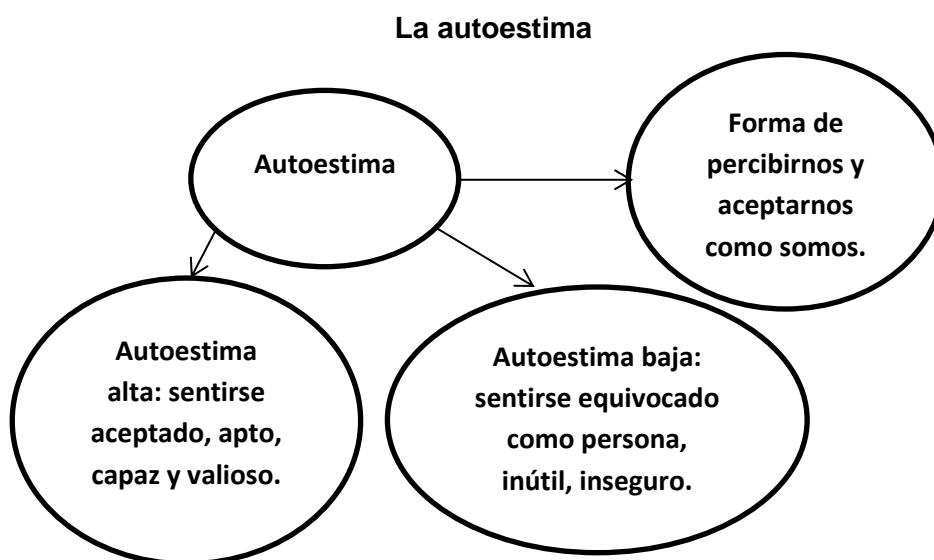 La autoestima
Autoestima
Forma de
percibirnos y
aceptarnos
como somos.
Autoestima
alta: sentirse
aceptado, apto,
capaz y valioso.
Autoestima baja:
sentirse equivocado
como persona,
inútil, inseguro.